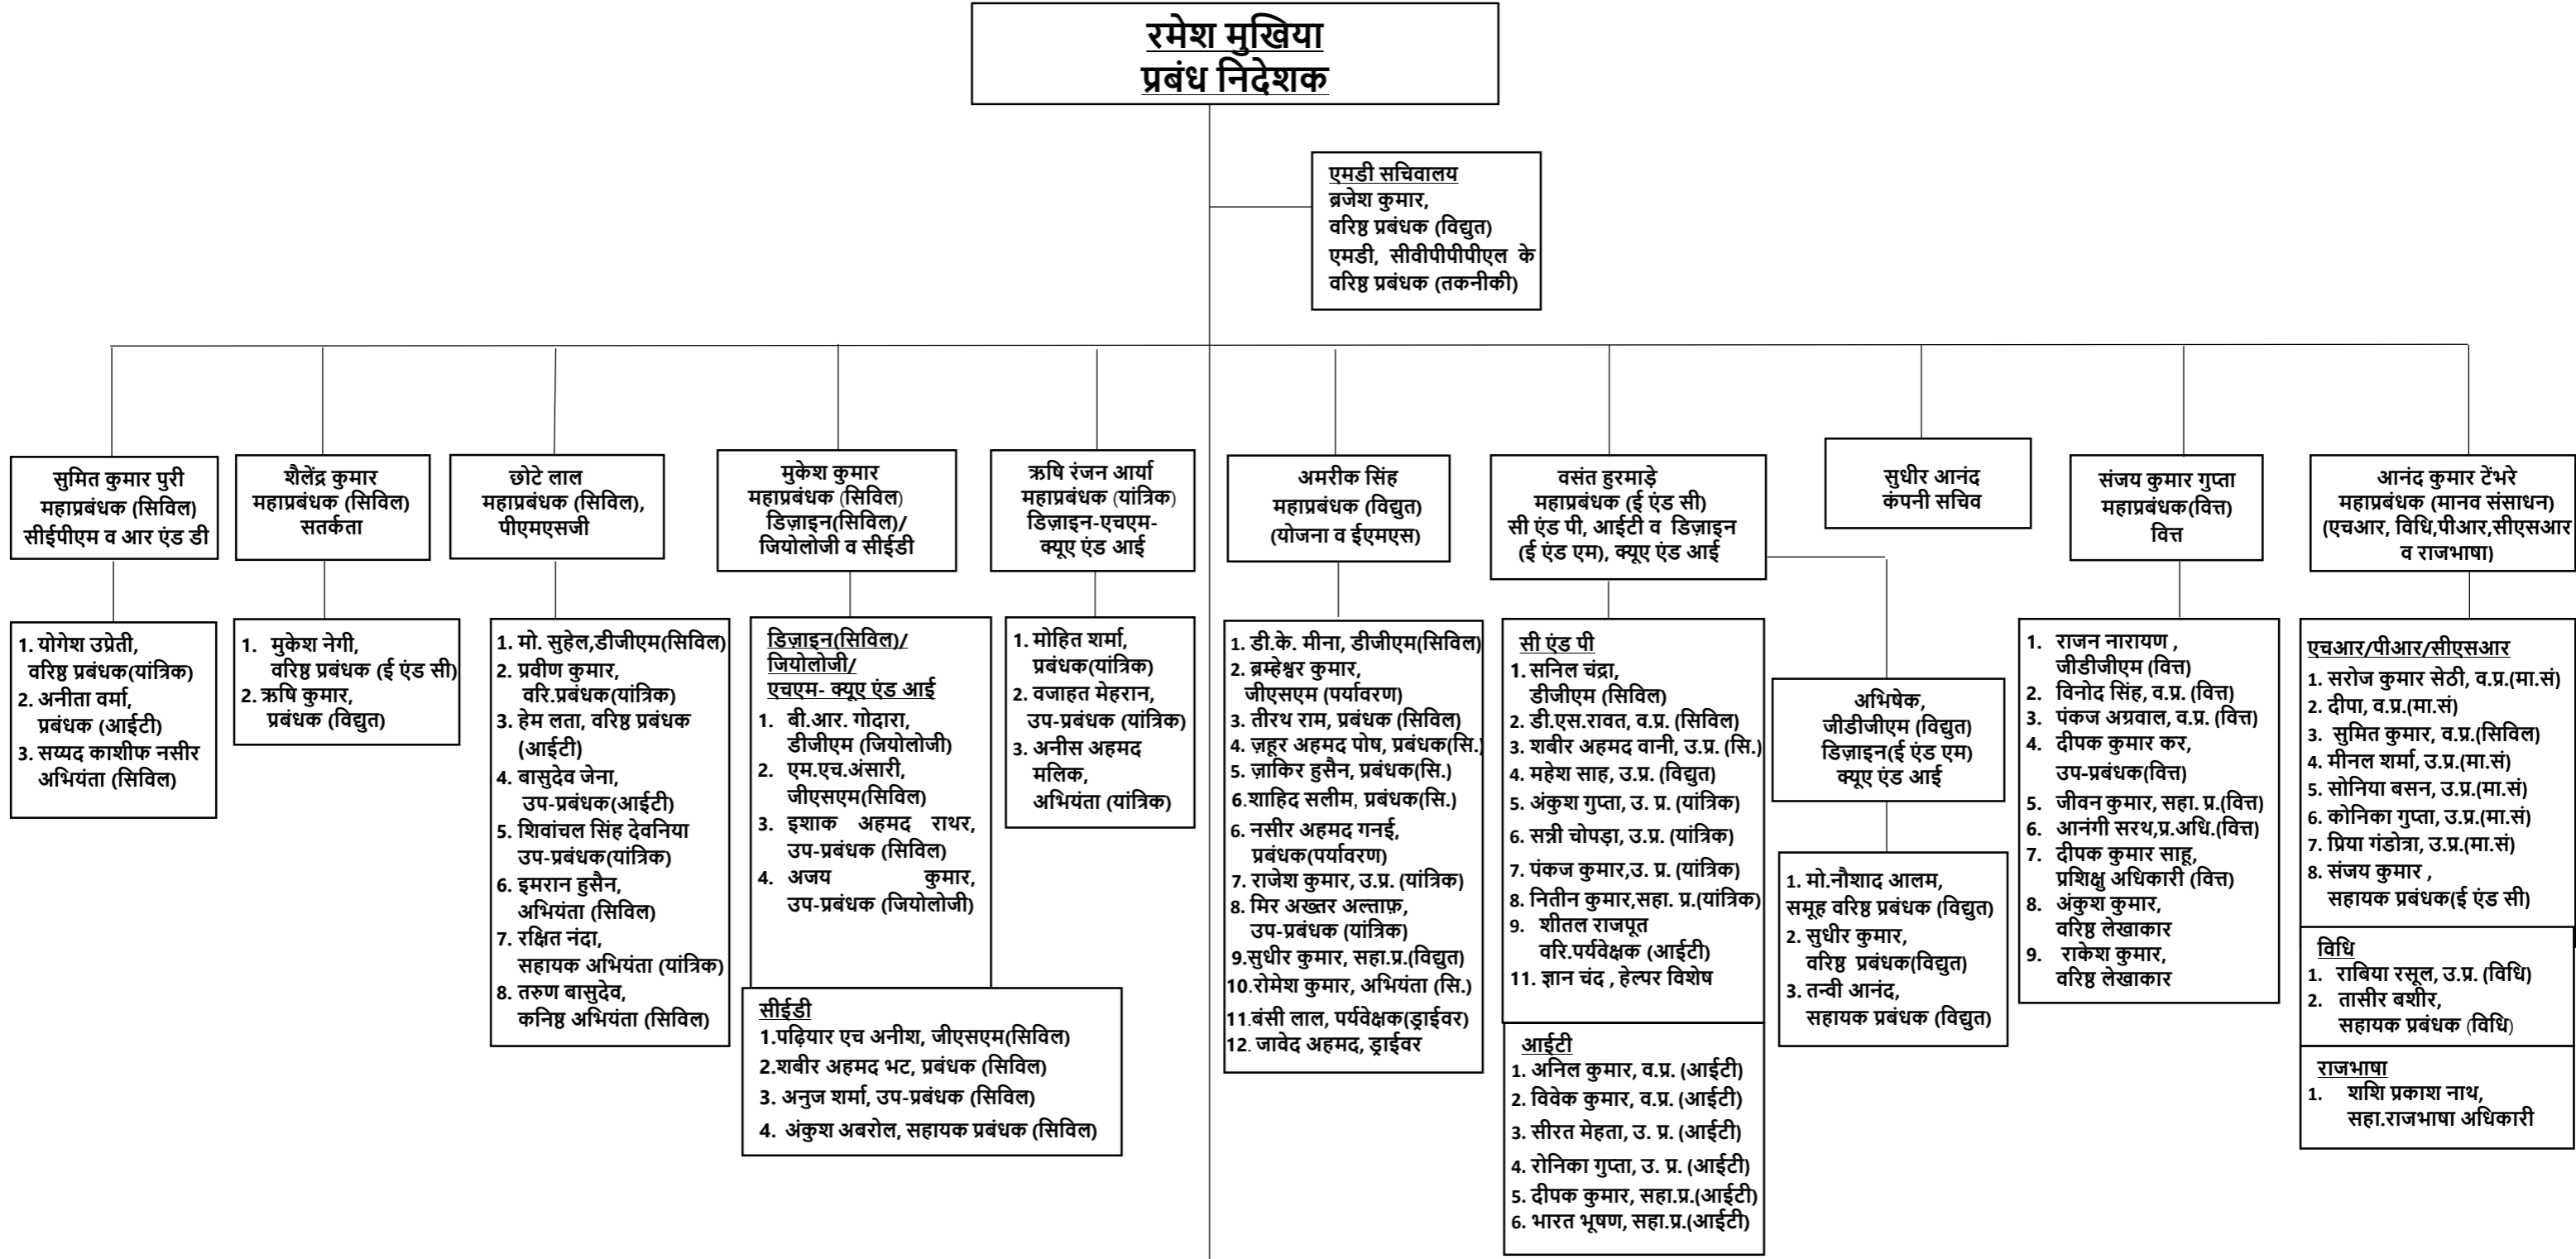 रमेश मुखिया
प्रबंध निदेशक
एमडी सचिवालय
ब्रजेश कुमार,
वरिष्ठ प्रबंधक (विद्युत)
एमडी, सीवीपीपीपीएल के
वरिष्ठ प्रबंधक (तकनीकी)
सुमित कुमार पुरी
महाप्रबंधक (सिविल)
सीईपीएम व आर एंड डी
शैलेंद्र कुमार
महाप्रबंधक (सिविल)
सतर्कता
छोटे लाल
महाप्रबंधक (सिविल),
पीएमएसजी
मुकेश कुमार
महाप्रबंधक (सिविल)
डिज़ाइन(सिविल)/
जियोलोजी व सीईडी
ऋषि रंजन आर्या
महाप्रबंधक (यांत्रिक)
डिज़ाइन-एचएम-
क्यूए एंड आई
अमरीक सिंह
महाप्रबंधक (विद्युत)
(योजना व ईएमएस)
वसंत हुरमाड़े
महाप्रबंधक (ई एंड सी)
सी एंड पी, आईटी व डिज़ाइन
(ई एंड एम), क्यूए एंड आई
सुधीर आनंद
कंपनी सचिव
संजय कुमार गुप्ता
महाप्रबंधक(वित्त)
वित्त
आनंद कुमार टेंभरे
महाप्रबंधक (मानव संसाधन)
(एचआर, विधि,पीआर,सीएसआर
व राजभाषा)
1. योगेश उप्रेती,
वरिष्ठ प्रबंधक(यांत्रिक)
2. अनीता वर्मा,
प्रबंधक (आईटी)
3. सय्यद काशीफ नसीर
अभियंता (सिविल)
1. मुकेश नेगी,
वरिष्ठ प्रबंधक (ई एंड सी)
2. ऋषि कुमार,
प्रबंधक (विद्युत)
1. मो. सुहेल,डीजीएम(सिविल)
2. प्रवीण कुमार,
वरि.प्रबंधक(यांत्रिक)
3. हेम लता, वरिष्ठ प्रबंधक
(आईटी)
4. बासुदेव जेना,
उप-प्रबंधक(आईटी)
5. शिवांचल सिंह देवनिया
उप-प्रबंधक(यांत्रिक)
6. इमरान हुसैन,
अभियंता (सिविल)
7. रक्षित नंदा,
सहायक अभियंता (यांत्रिक)
8. तरुण बासुदेव,
कनिष्ठ अभियंता (सिविल)
डिज़ाइन(सिविल)/
जियोलोजी/
एचएम- क्यूए एंड आई
1. बी.आर. गोदारा,
डीजीएम (जियोलोजी)
2. एम.एच.अंसारी,
जीएसएम(सिविल)
3. इशाक अहमद राथर,
उप-प्रबंधक (सिविल)
4. अजय कुमार,
उप-प्रबंधक (जियोलोजी)
सीईडी
1.पढ़ियार एच अनीश, जीएसएम(सिविल)
2.शबीर अहमद भट, प्रबंधक (सिविल)
3. अनुज शर्मा, उप-प्रबंधक (सिविल)
4. अंकुश अबरोल, सहायक प्रबंधक (सिविल)
1. मोहित शर्मा,
प्रबंधक(यांत्रिक)
2. वजाहत मेहरान,
उप-प्रबंधक (यांत्रिक)
3. अनीस अहमद
मलिक,
अभियंता (यांत्रिक)
1. डी.के. मीना, डीजीएम(सिविल)
2. ब्रम्हेश्वर कुमार,
जीएसएम (पर्यावरण)
3. तीरथ राम, प्रबंधक (सिविल)
4. ज़हूर अहमद पोष, प्रबंधक(सि.)
5. ज़ाकिर हुसैन, प्रबंधक(सि.)
6.शाहिद सलीम, प्रबंधक(सि.)
6. नसीर अहमद गनई,
प्रबंधक(पर्यावरण)
7. राजेश कुमार, उ.प्र. (यांत्रिक)
8. मिर अख्तर अल्ताफ़,
उप-प्रबंधक (यांत्रिक)
9.सुधीर कुमार, सहा.प्र.(विद्युत)
10.रोमेश कुमार, अभियंता (सि.)
11.बंसी लाल, पर्यवेक्षक(ड्राईवर)
12. जावेद अहमद, ड्राईवर
सी एंड पी
1. सनिल चंद्रा,
डीजीएम (सिविल)
2. डी.एस.रावत, व.प्र. (सिविल)
3. शबीर अहमद वानी, उ.प्र. (सि.)
4. महेश साह, उ.प्र. (विद्युत)
5. अंकुश गुप्ता, उ. प्र. (यांत्रिक)
6. सन्नी चोपड़ा, उ.प्र. (यांत्रिक)
7. पंकज कुमार,उ. प्र. (यांत्रिक)
8. नितीन कुमार,सहा. प्र.(यांत्रिक)
9. शीतल राजपूत
वरि.पर्यवेक्षक (आईटी)
11. ज्ञान चंद , हेल्पर विशेष
आईटी
1. अनिल कुमार, व.प्र. (आईटी)
2. विवेक कुमार, व.प्र. (आईटी)
3. सीरत मेहता, उ. प्र. (आईटी)
4. रोनिका गुप्ता, उ. प्र. (आईटी)
5. दीपक कुमार, सहा.प्र.(आईटी)
6. भारत भूषण, सहा.प्र.(आईटी)
अभिषेक,
जीडीजीएम (विद्युत)
डिज़ाइन(ई एंड एम)
क्यूए एंड आई
1. मो.नौशाद आलम,
समूह वरिष्ठ प्रबंधक (विद्युत)
2. सुधीर कुमार,
वरिष्ठ प्रबंधक(विद्युत)
3. तन्वी आनंद,
सहायक प्रबंधक (विद्युत)
1. राजन नारायण ,
जीडीजीएम (वित्त)
2. विनोद सिंह, व.प्र. (वित्त)
3. पंकज अग्रवाल, व.प्र. (वित्त)
4. दीपक कुमार कर,
उप-प्रबंधक(वित्त)
5. जीवन कुमार, सहा. प्र.(वित्त)
6. आनंगी सरथ,प्र.अधि.(वित्त)
7. दीपक कुमार साहू,
प्रशिक्षु अधिकारी (वित्त)
8. अंकुश कुमार,
वरिष्ठ लेखाकार
9. राकेश कुमार,
वरिष्ठ लेखाकार
एचआर/पीआर/सीएसआर
1. सरोज कुमार सेठी, व.प्र.(मा.सं)
2. दीपा, व.प्र.(मा.सं)
3. सुमित कुमार, व.प्र.(सिविल)
4. मीनल शर्मा, उ.प्र.(मा.सं)
5. सोनिया बसन, उ.प्र.(मा.सं)
6. कोनिका गुप्ता, उ.प्र.(मा.सं)
7. प्रिया गंडोत्रा, उ.प्र.(मा.सं)
8. संजय कुमार ,
सहायक प्रबंधक(ई एंड सी)
विधि
1. राबिया रसूल, उ.प्र. (विधि)
2. तासीर बशीर,
सहायक प्रबंधक (विधि)
राजभाषा
1. शशि प्रकाश नाथ,
सहा.राजभाषा अधिकारी